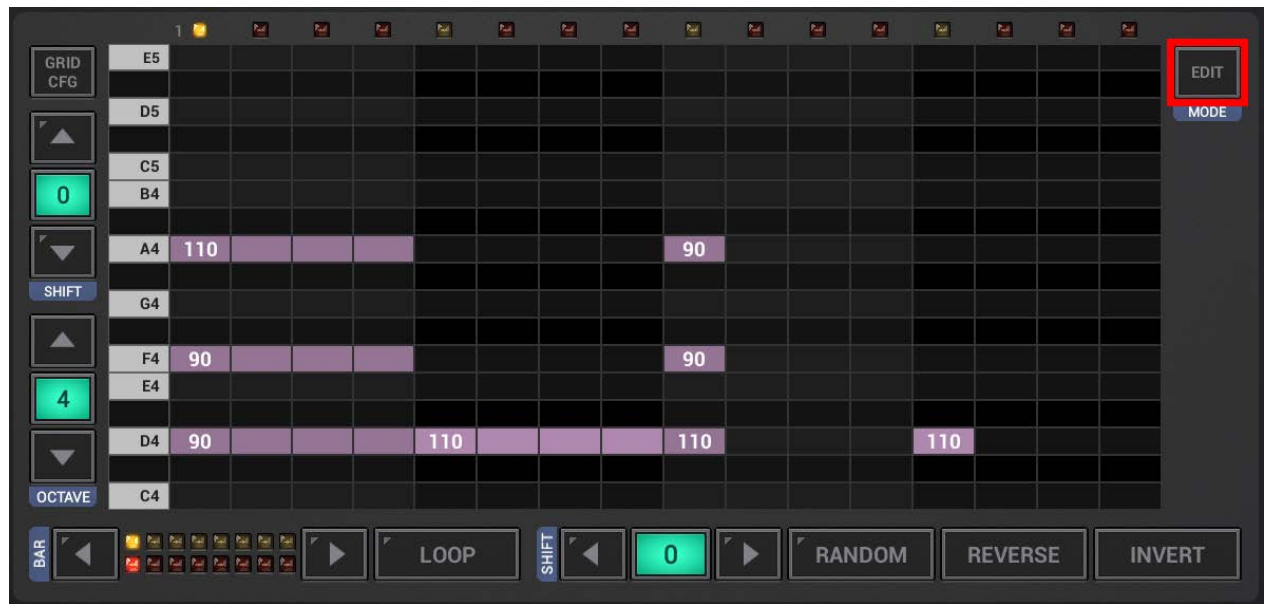 1
GRID
CFG
E5
EDIT
D5
MODE
C5
0
B4
A4 110 90
SHIFT
G4
F4 90 90
E4
4
D4 90 110 110 110
OCTAVE
C4
BAR
LOOP
SHIFT
0
RANDOM
REVERSE
INVERT